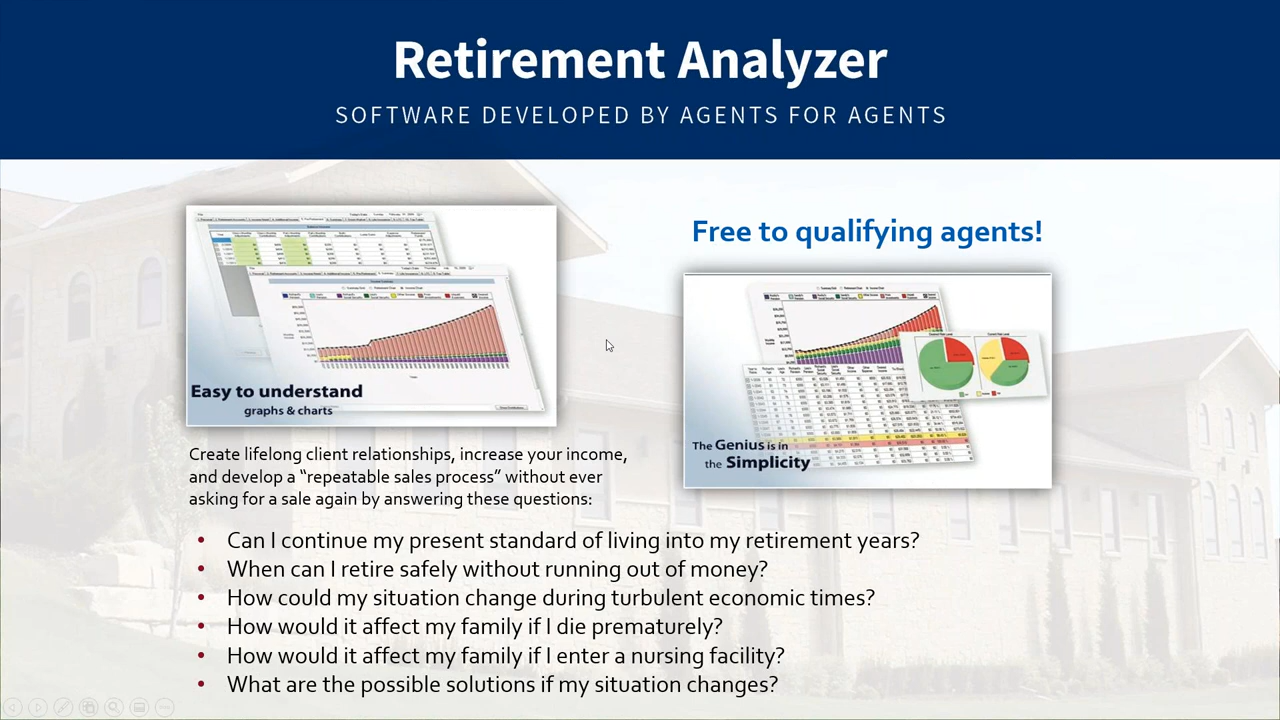 Retirement Analyzer
SOFTWARE DEVELOPED BY AGENTS FOR AGENTS
Free to qualifying agents!
Easy to understand
graphs & charts
The Genius is in
the Simplicity
Create lifelong client relationships, increase your income,
and develop a “repeatable sales process” without ever
asking for a sale again by answering these questions:
• Can I continue my present standard of living into my retirement years?
• When can I retire safely without running out of money?
• How could my situation change during turbulent economic times?
• How would it affect my family if I die prematurely?
• How would it affect my family if I enter a nursing facility?
• What are the possible solutions if my situation changes?